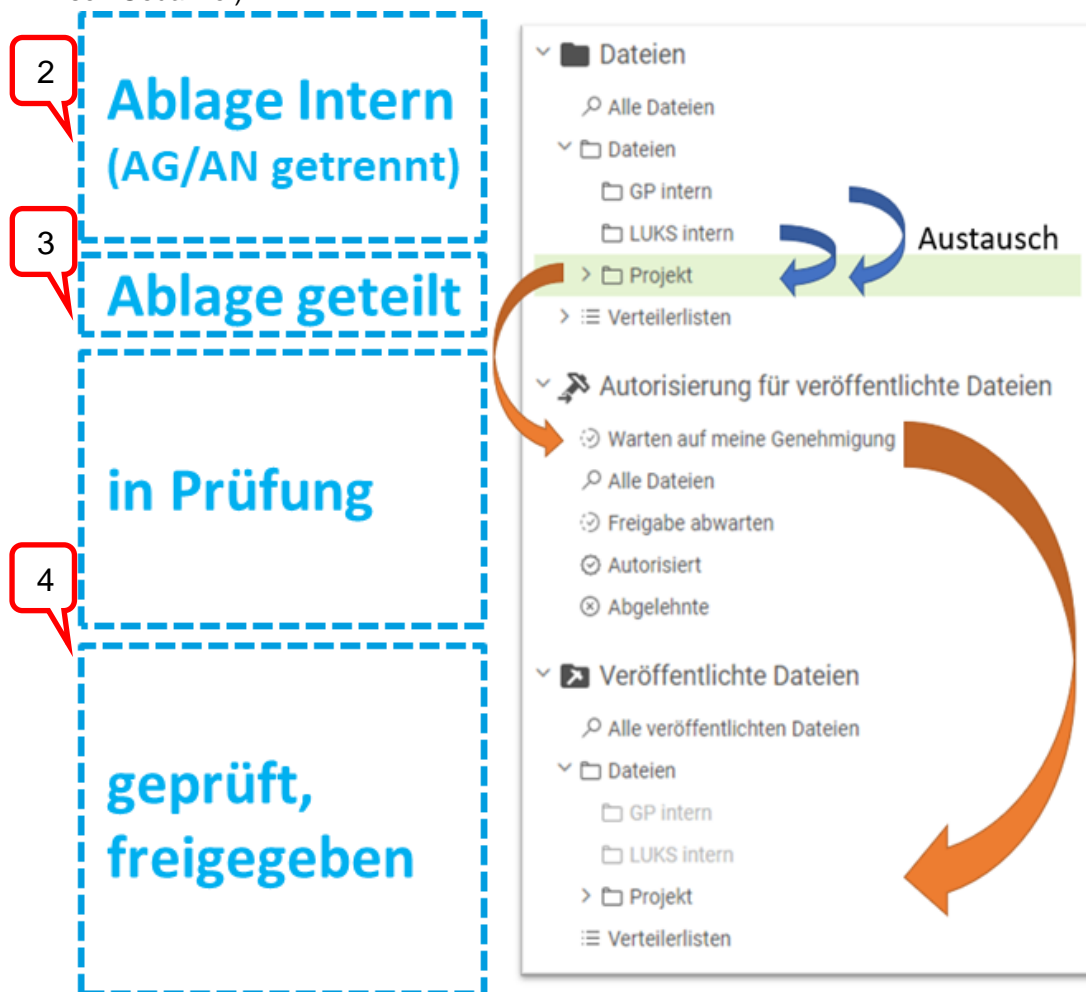 2
Ablage Intern
(AG/AN getrennt)
3
Ablage geteilt
in Prüfung
4
geprüft,
freigegeben
Dateien
Alle Dateien
Dateien
GP intern
LUKS intern
Austausch
Projekt
Verteilerlisten
Autorisierung für veröffentlichte Dateien
Warten auf meine Genehmigung
Alle Dateien
Freigabe abwarten
Autorisiert
Abgelehnte
Veröffentlichte Dateien
Alle veröffentlichten Dateien
Dateien
GP intern
LUKS intern
Projekt
Verteilerlisten